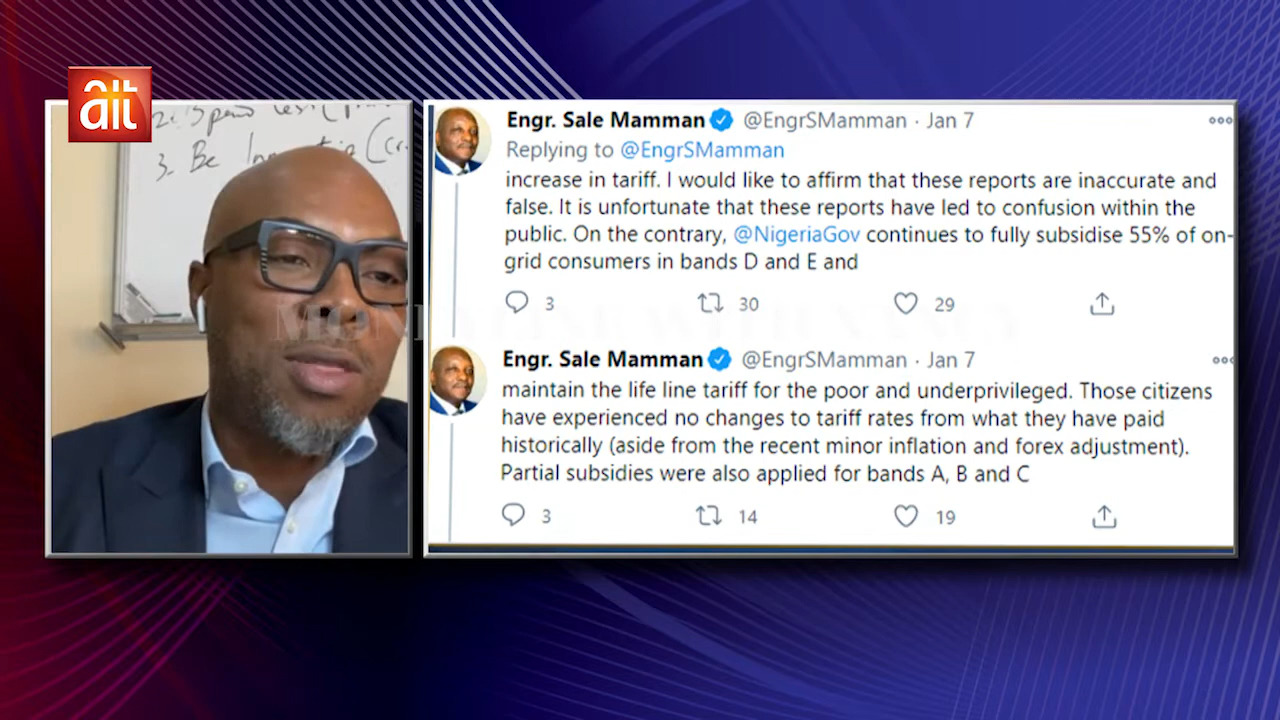 ait
2. Spend
3. Be
Engr. Sale Mamman @EngrSMamman · Jan 7
Replying to @EngrSMamman
increase in tariff. I would like to affirm that these reports are inaccurate and
false. It is unfortunate that these reports have led to confusion within the
public. On the contrary, @NigeriaGov continues to fully subsidise 55% of on-
grid consumers in bands D and E and
3 30 29
Engr. Sale Mamman @EngrSMamman · Jan 7
maintain the life line tariff for the poor and underprivileged. Those citizens
have experienced no changes to tariff rates from what they have paid
historically (aside from the recent minor inflation and forex adjustment).
Partial subsidies were also applied for bands A, B and C
3 14 19